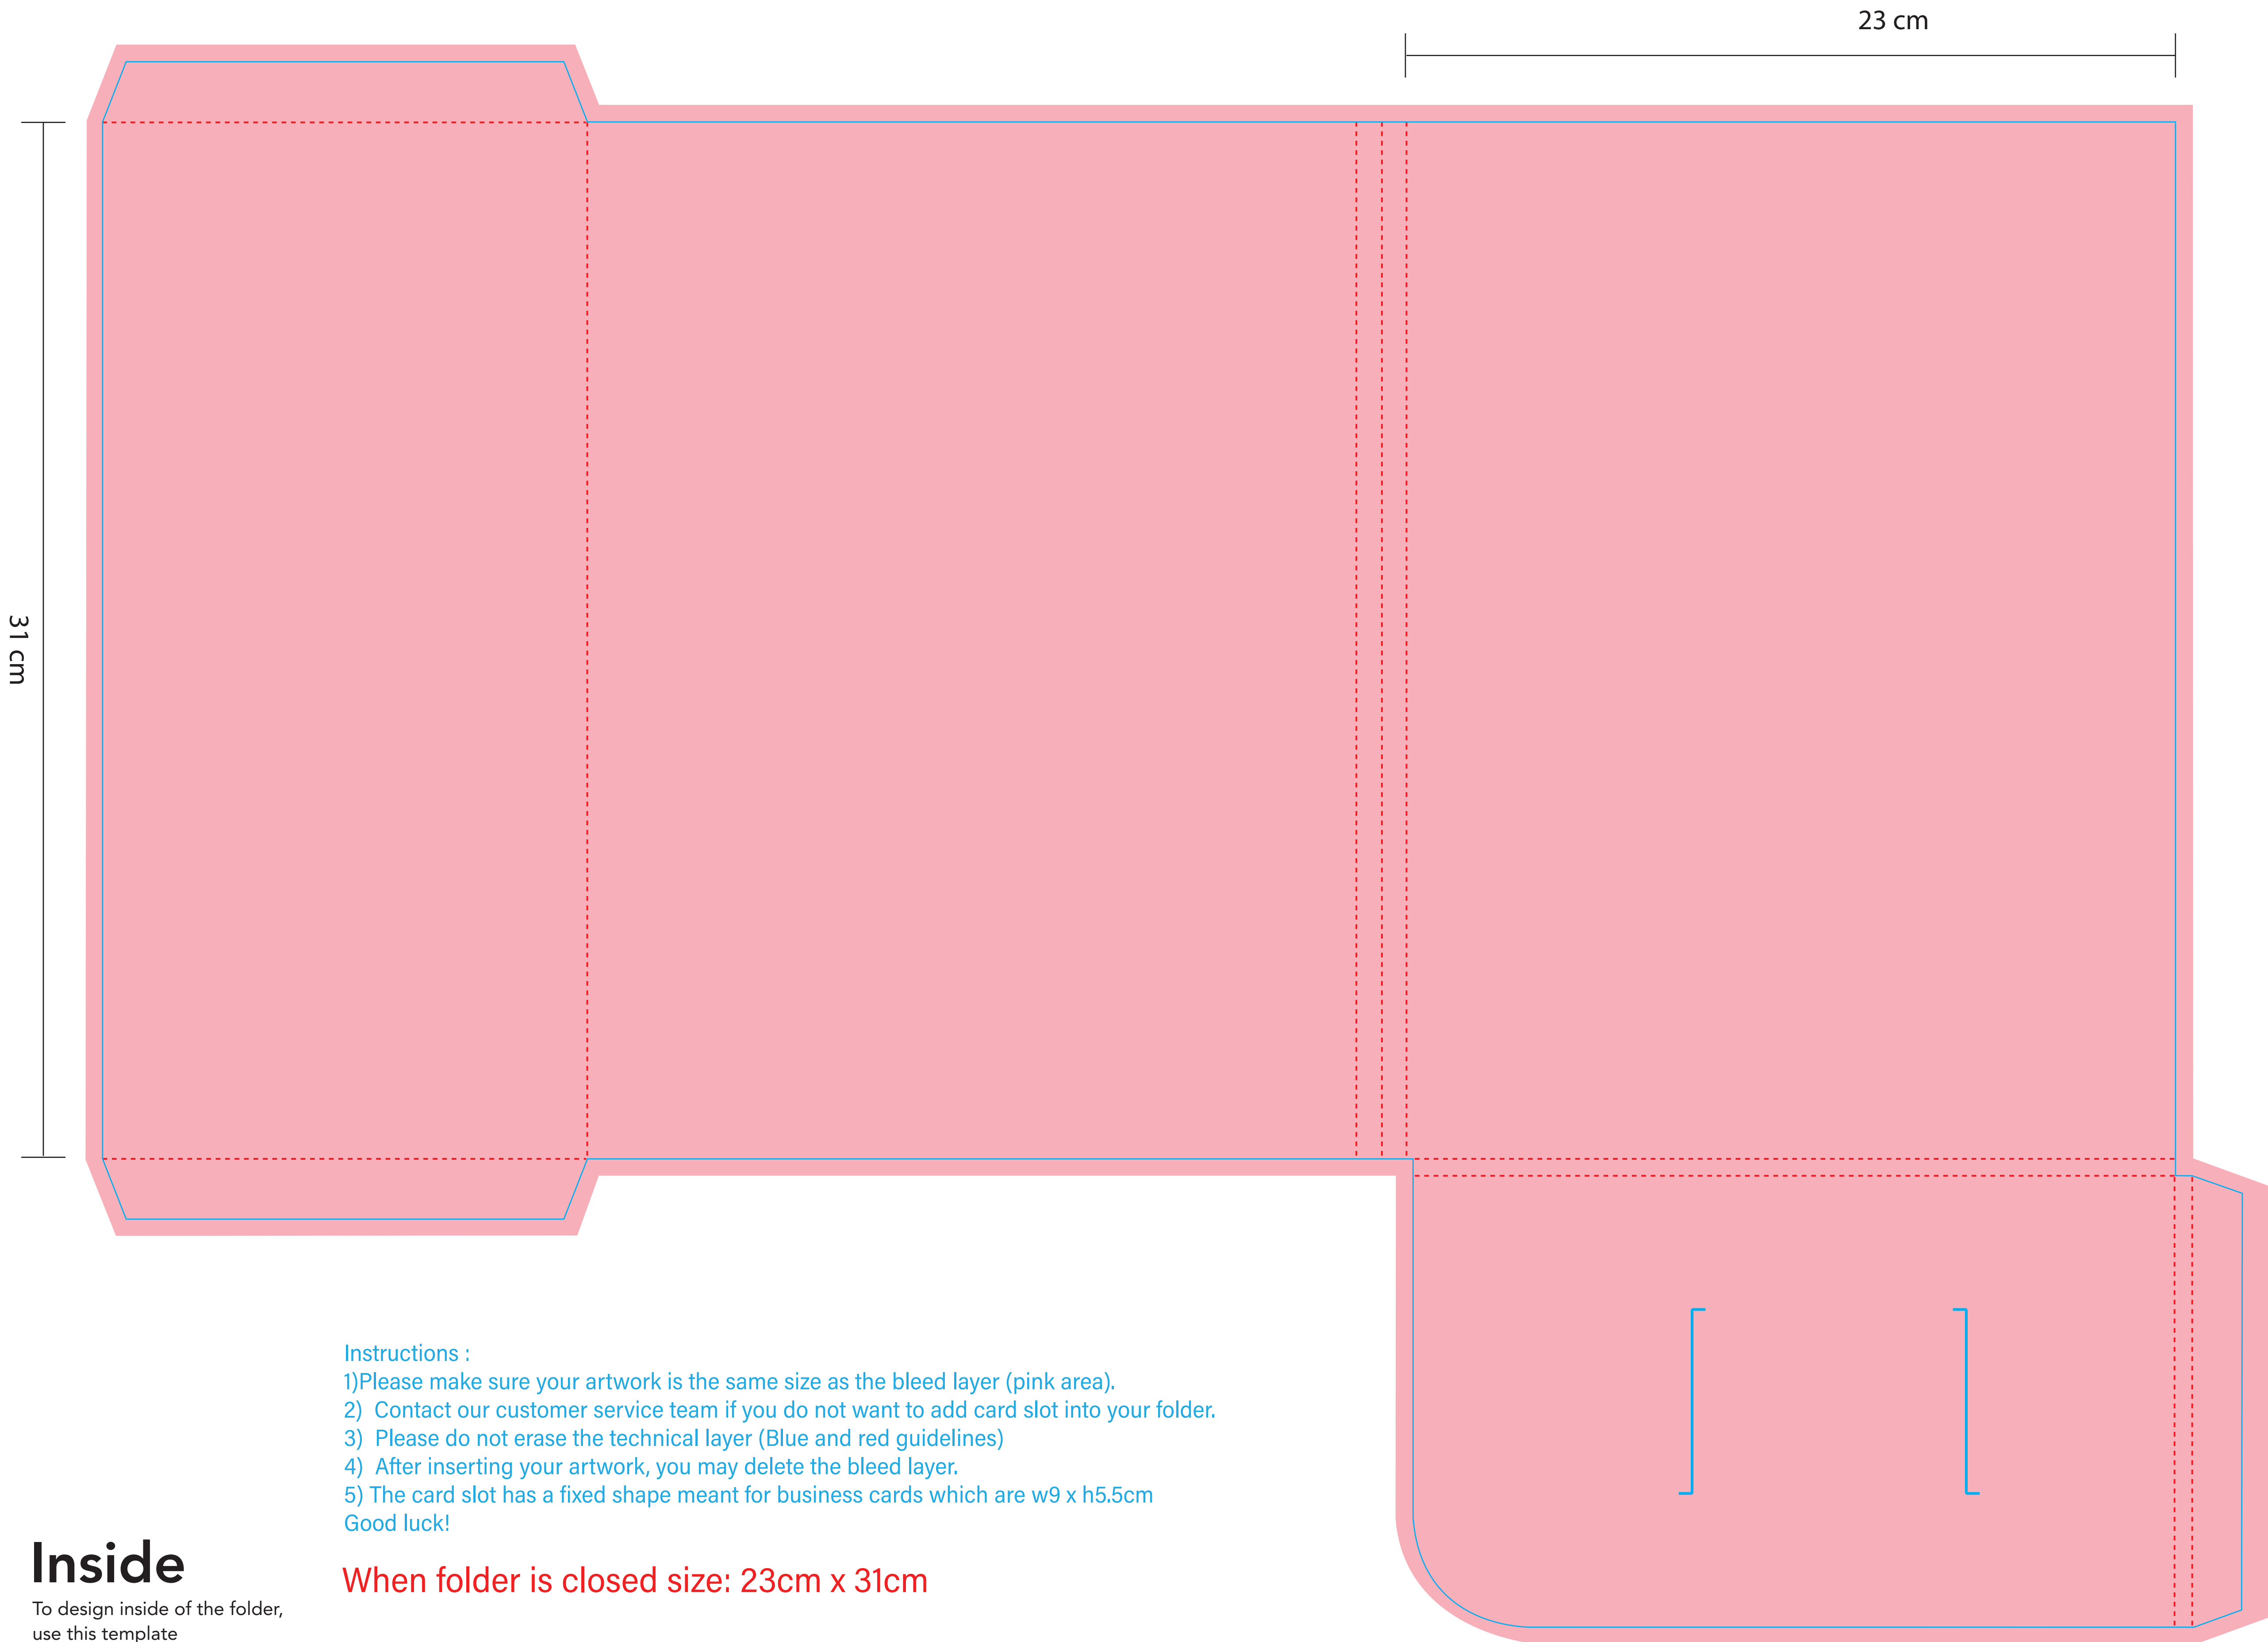 23 cm
31 cm
Instructions :
1)Please make sure your artwork is the same size as the bleed layer (pink area).
2)  Contact our customer service team if you do not want to add card slot into your folder.
3)  Please do not erase the technical layer (Blue and red guidelines)
4)  After inserting your artwork, you may delete the bleed layer.
5) The card slot has a fixed shape meant for business cards which are w9 x h5.5cm
Good luck!
When folder is closed size: 23cm x 31cm
Inside
To design inside of the folder,
use this template